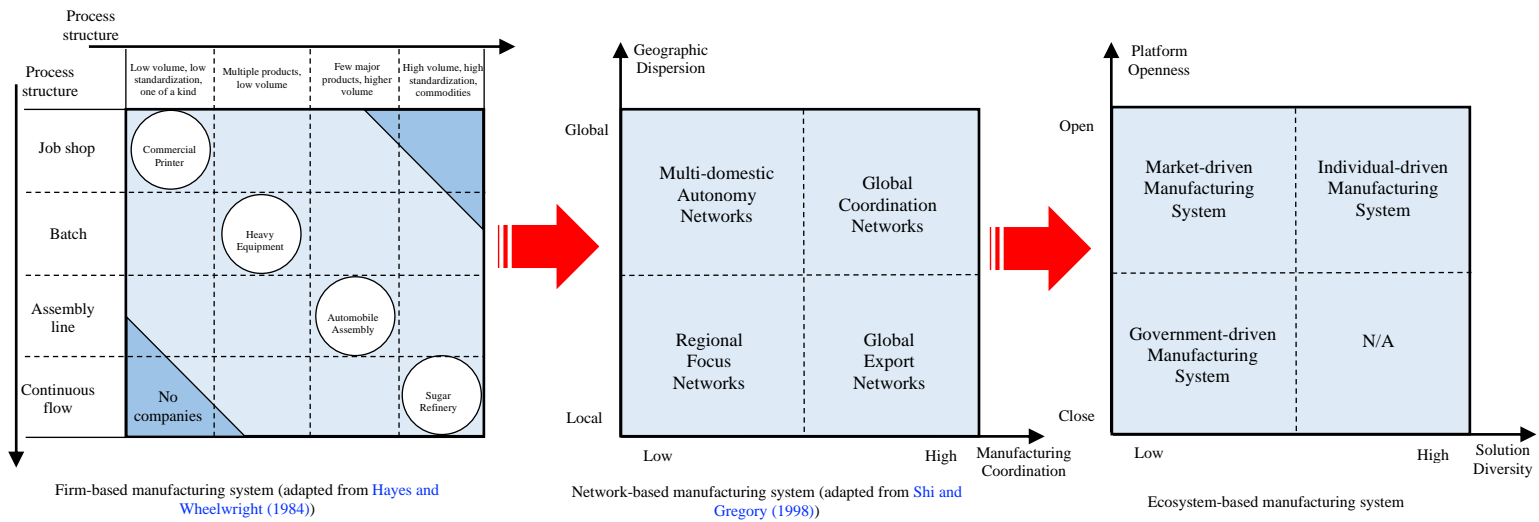 Process
structure
Process
structure
Low volume, low
standardization,
one of a kind
Multiple products,
low volume
Few major
products, higher
volume
High volume, high
standardization,
commodities
Job shop
Batch
Assembly
line
Continuous
flow
Commercial
Printer
Heavy
Equipment
Automobile
Assembly
Sugar
Refinery
No
companies
Firm-based manufacturing system (adapted from Hayes and
Wheelwright (1984))
Geographic
Dispersion
Global
Local
Multi-domestic
Autonomy
Networks
Global
Coordination
Networks
Regional
Focus
Networks
Global
Export
Networks
Low
High
Manufacturing
Coordination
Network-based manufacturing system (adapted from Shi and
Gregory (1998))
Platform
Openness
Open
Close
Market-driven
Manufacturing
System
Individual-driven
Manufacturing
System
Government-driven
Manufacturing
System
N/A
Low
High
Solution
Diversity
Ecosystem-based manufacturing system